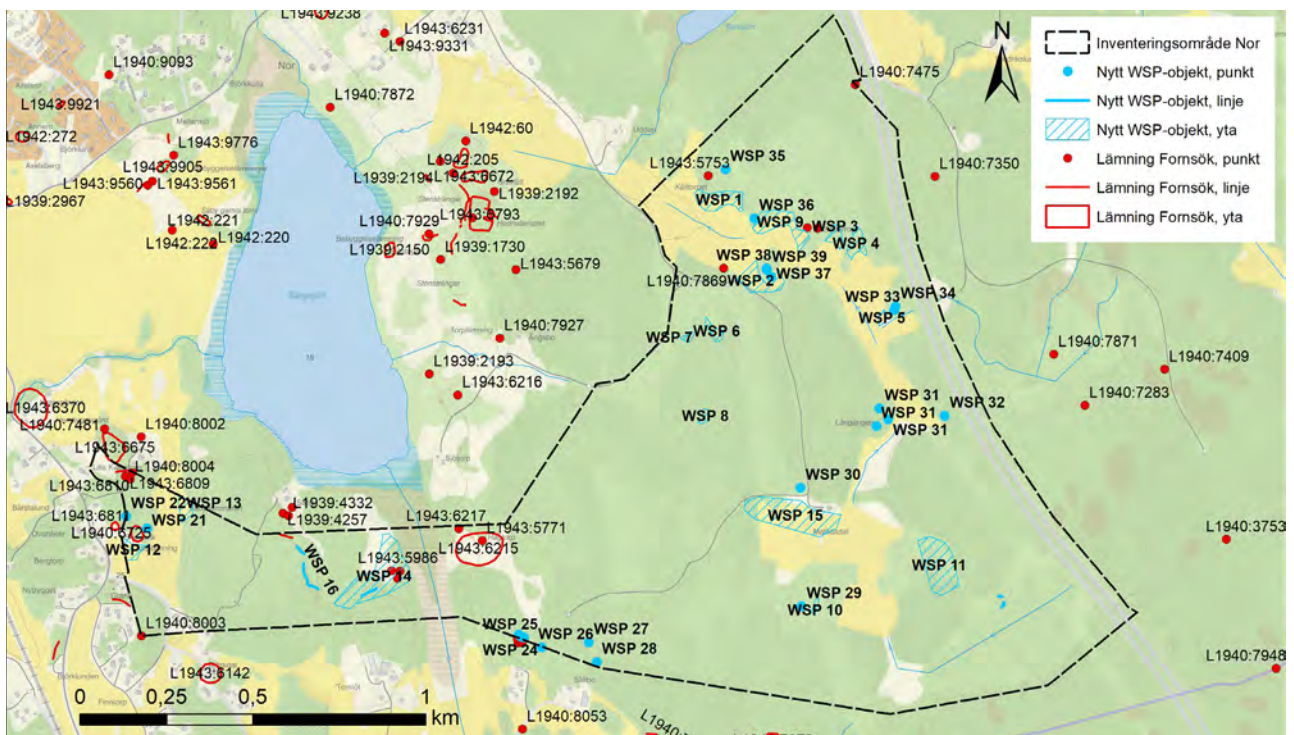 L1943:9238
L1943:6231
L1943:9331
Nor
L1940:9093
L1940:7872
L1943:9921
L1942:272
L1943:9776
L1943:9905
L1943:9560
L1943:9561
L1939:2967
L1942:221
L1942:222
L1942:220
L1942:60
L1942:205
L1939:2194
L1943:6672
L1939:2192
L1940:7929
L1943:8793
L1939:2150
L1939:1730
L1943:5679
L1940:7927
L1939:2193
L1943:6216
L1940:7475
L1940:7350
L1943:5753
WSP 35
WSP 1
WSP 36
WSP 9
WSP 3
WSP 4
WSP 38
WSP 39
L1940:7869
WSP 2
WSP 37
WSP 33
WSP 34
WSP 5
WSP 7
WSP 6
L1940:7871
L1940:7409
L1940:7283
WSP 8
WSP 31
WSP 31
WSP 31
WSP 32
WSP 30
WSP 15
WSP 11
WSP 29
WSP 10
L1940:3753
L1940:7948
L1943:6370
L1940:7481
L1940:8002
L1943:6675
L1940:8004
L1943:6810
L1943:6809
WSP 22
WSP 13
WSP 21
L1940:6725
WSP 12
L1939:4332
L1939:4257
WSP 16
L1943:5986
WSP 14
L1943:6217
L1943:5771
L1943:6215
L1940:8003
L1943:6142
WSP 25
WSP 24
WSP 26
WSP 27
WSP 28
L1940:8053
0 0,5 1
km
N
Inventeringsområde Nor
Nytt WSP-objekt, punkt
Nytt WSP-objekt, linje
Nytt WSP-objekt, yta
Lämning Fornsök, punkt
Lämning Fornsök, linje
Lämning Fornsök, yta